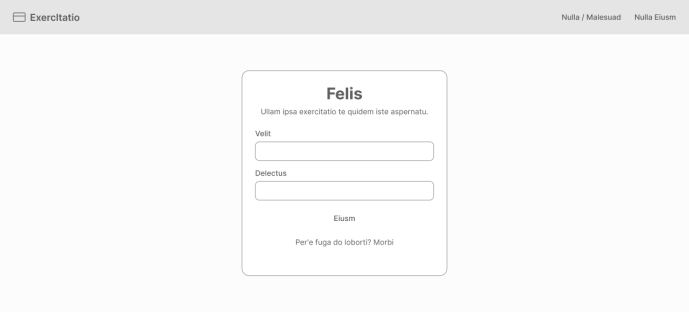 ExercItatio
Nulla / Malesuad
Nulla Eiusm
Felis
Ullam ipsa exercitatio te quidem iste aspernatu.
Velit
Delectus
Eiusm
Per'e fuga do loborti? Morbi